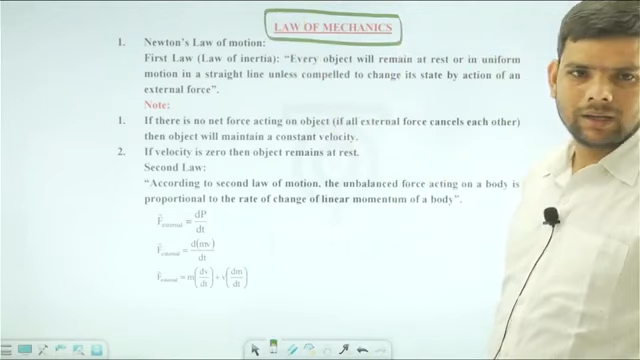 LAW OF MECHANICS
1. Newton's Law of motion:
First Law (Law of inertia): "Every object will remain at rest or in uniform
motion in a straight line unless compelled to change its state by action of an
external force".
Note:
1. If there is no net force acting on object (if all external force cancels each other)
then object will maintain a constant velocity.
2. If velocity is zero then object remains at rest.
Second Law:
"According to second law of motion, the unbalanced force acting on a body is
proportional to the rate of change of linear momentum of a body".
F⃗external = dP/dt
F⃗external = d(mv)/dt
F⃗external = m(dv/dt) + v(dm/dt)